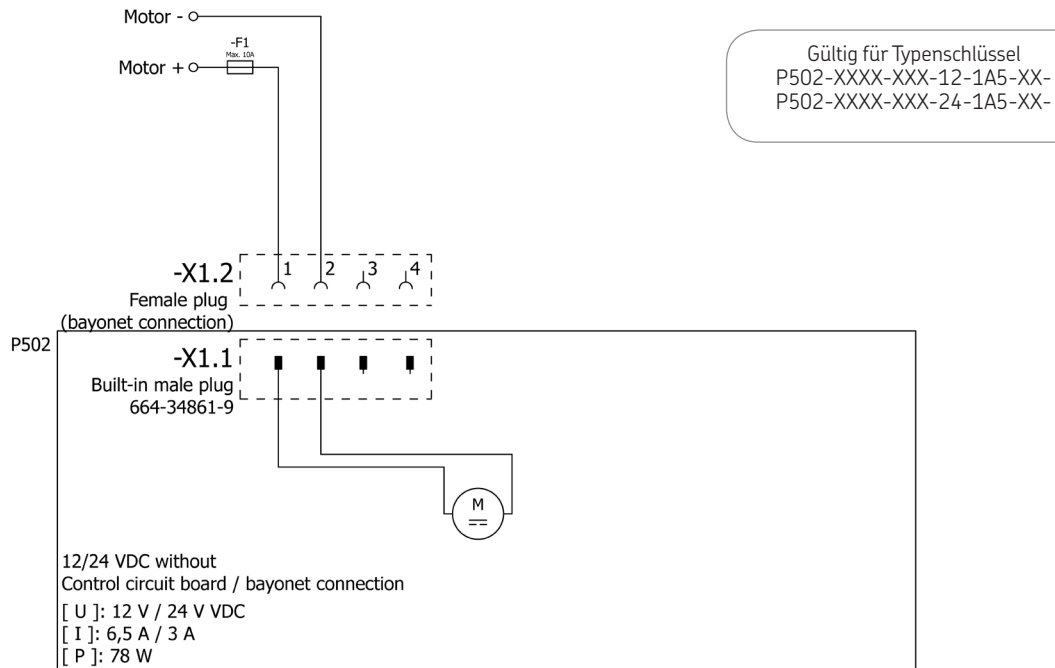 Motor -
-F1
Max. 10A
Motor +
Gültig für Typenschlüssel
P502-XXXX-XXX-12-1A5-XX-
P502-XXXX-XXX-24-1A5-XX-
-X1.2
1 2 3 4
Female plug
(bayonet connection)
P502
-X1.1
Built-in male plug
664-34861-9
M
12/24 VDC without
Control circuit board / bayonet connection
[ U ]: 12 V / 24 V VDC
[ I ]: 6,5 A / 3 A
[ P ]: 78 W